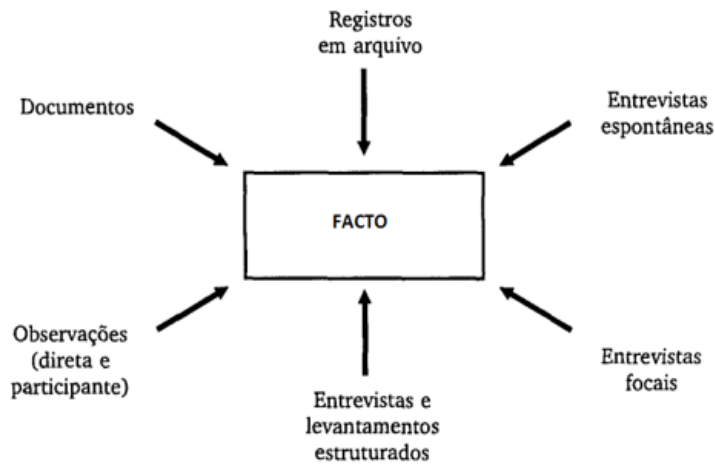 Registros
em arquivo
Documentos
Entrevistas
espontâneas
FACTO
Observações
(direta e
participante)
Entrevistas e
levantamentos
estruturados
Entrevistas
focais